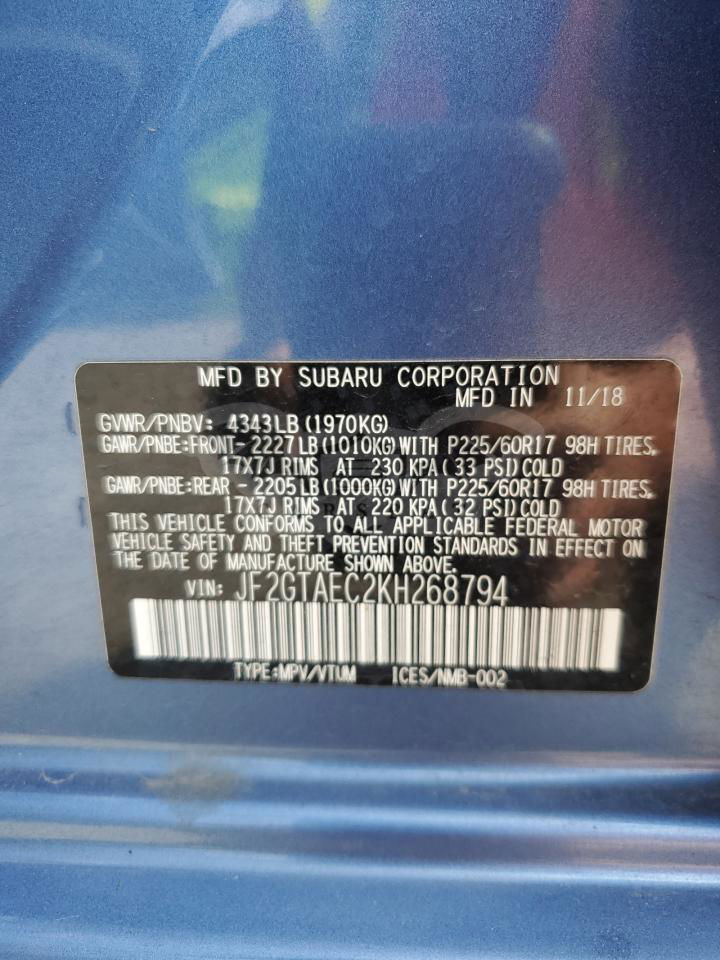 MFD BY SUBARU CORPORATION
MFD IN 11/18
GVWR/PNBV: 4343LB (1970KG)
GAWR/PNBE:FRONT-2227LB(1010KG)WITH P225/60R17 98H TIRES,
17X7J RIMS AT 230 KPA(33 PSI)COLD
GAWR/PNBE:REAR -2205LB(1000KG)WITH P225/60R17 98H TIRES,
17X7J RIMS AT 220 KPA(32 PSI)COLD
THIS VEHICLE CONFORMS TO ALL APPLICABLE FEDERAL MOTOR
VEHICLE SAFETY AND THEFT PREVENTION STANDARDS IN EFFECT ON
THE DATE OF MANUFACTURE SHOWN ABOVE.
VIN: JF2GTAEC2KH268794
TYPE:MPV/VTUM ICES/NMB-002